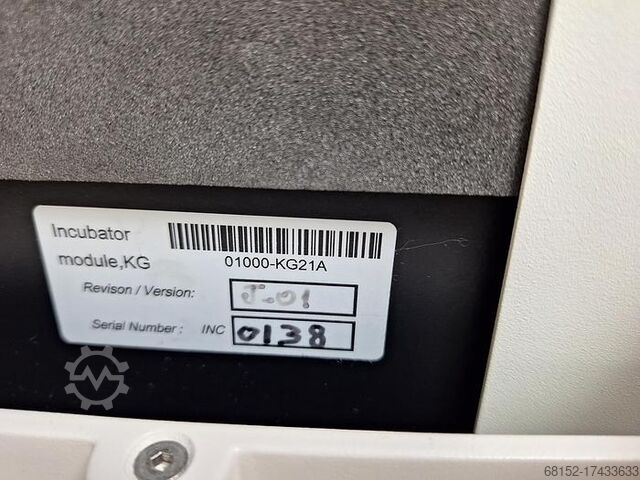 Incubator
module,KG
01000-KG21A
Revison / Version: J-01
Serial Number : INC 0138
68152-17433633